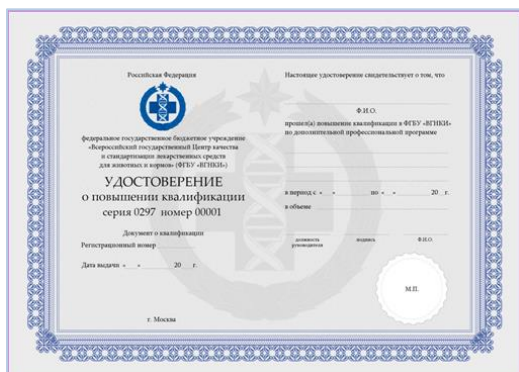 Российская Федерация
федеральное государственное бюджетное учреждение
«Всероссийский государственный Центр качества
и стандартизации лекарственных средств
для животных и кормов» (ФГБУ «ВГНКИ»)
УДОСТОВЕРЕНИЕ
о повышении квалификации
серия 0297 номер 00001
Документ о квалификации
Регистрационный номер
Дата выдачи « » 20 г.
г. Москва
Настоящее удостоверение свидетельствует о том, что
Ф.И.О.
прошел(а) повышение квалификации в ФГБУ «ВГНКИ»
по дополнительной профессиональной программе
в период с « » по « » 20 г.
в объеме
должность подпись Ф.И.О.
руководителя
М.П.